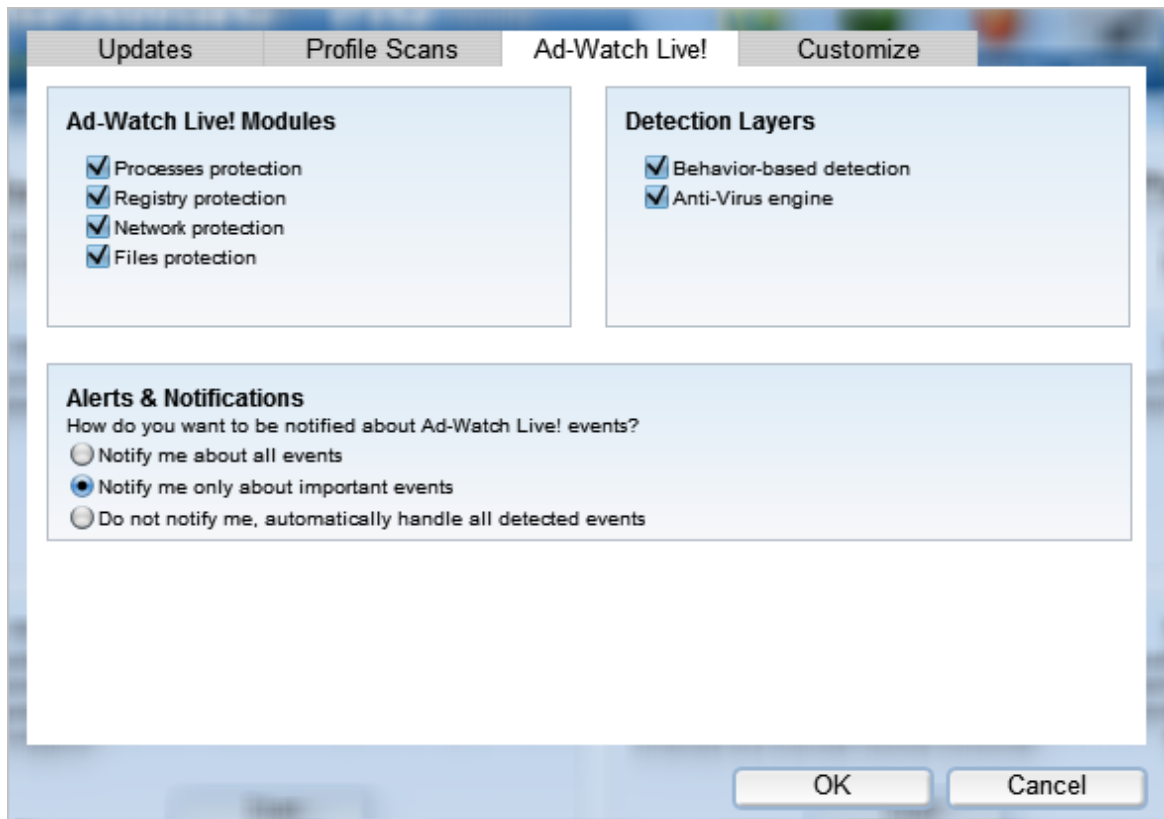 Updates
Profile Scans
Ad-Watch Live!
Customize
Ad-Watch Live! Modules
Processes protection
Registry protection
Network protection
Files protection
Detection Layers
Behavior-based detection
Anti-Virus engine
Alerts & Notifications
How do you want to be notified about Ad-Watch Live! events?
Notify me about all events
Notify me only about important events
Do not notify me, automatically handle all detected events
OK
Cancel